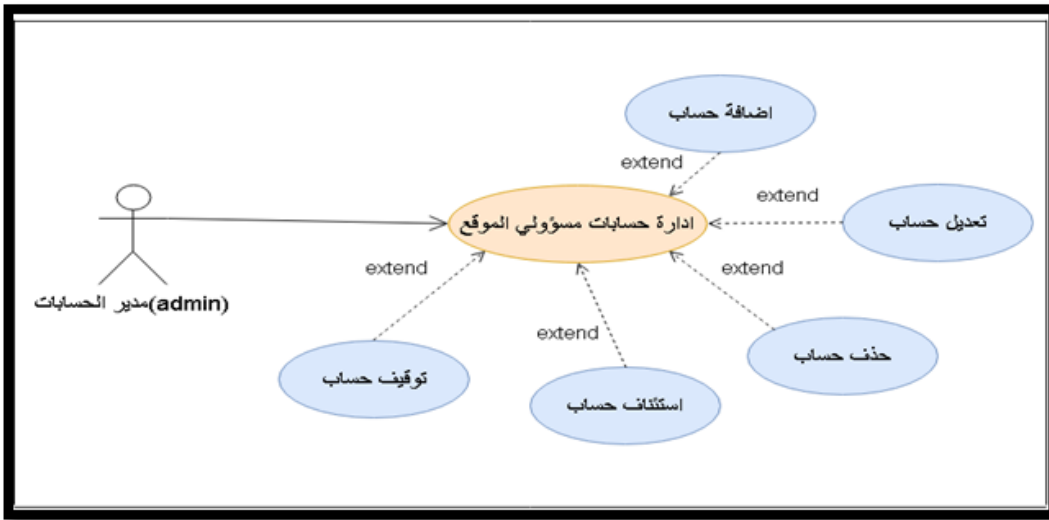 اضافة حساب
extend
extend
تعديل حساب
ادارة حسابات مسؤولي الموقع
extend
extend
مدير الحسابات(admin)
extend
حذف حساب
توقيف حساب
استئناف حساب